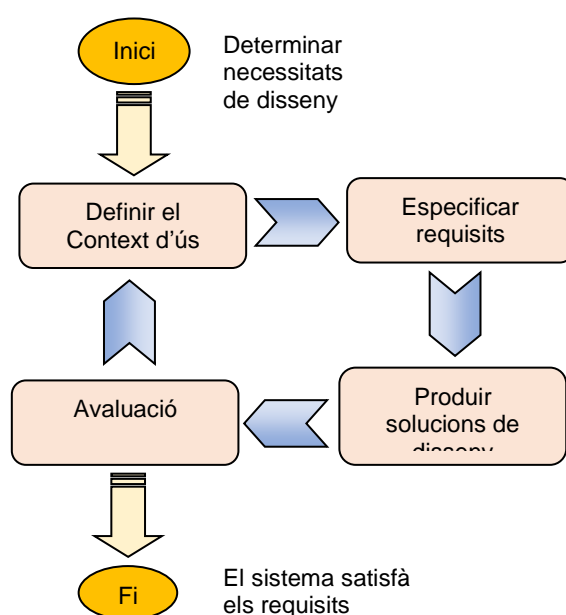 Inici
Determinar
necessitats
de disseny
Definir el
Context d'ús
Especificar
requisits
Avaluació
Produir
solucions de
disseny
Fi
El sistema satisfà
els requisits